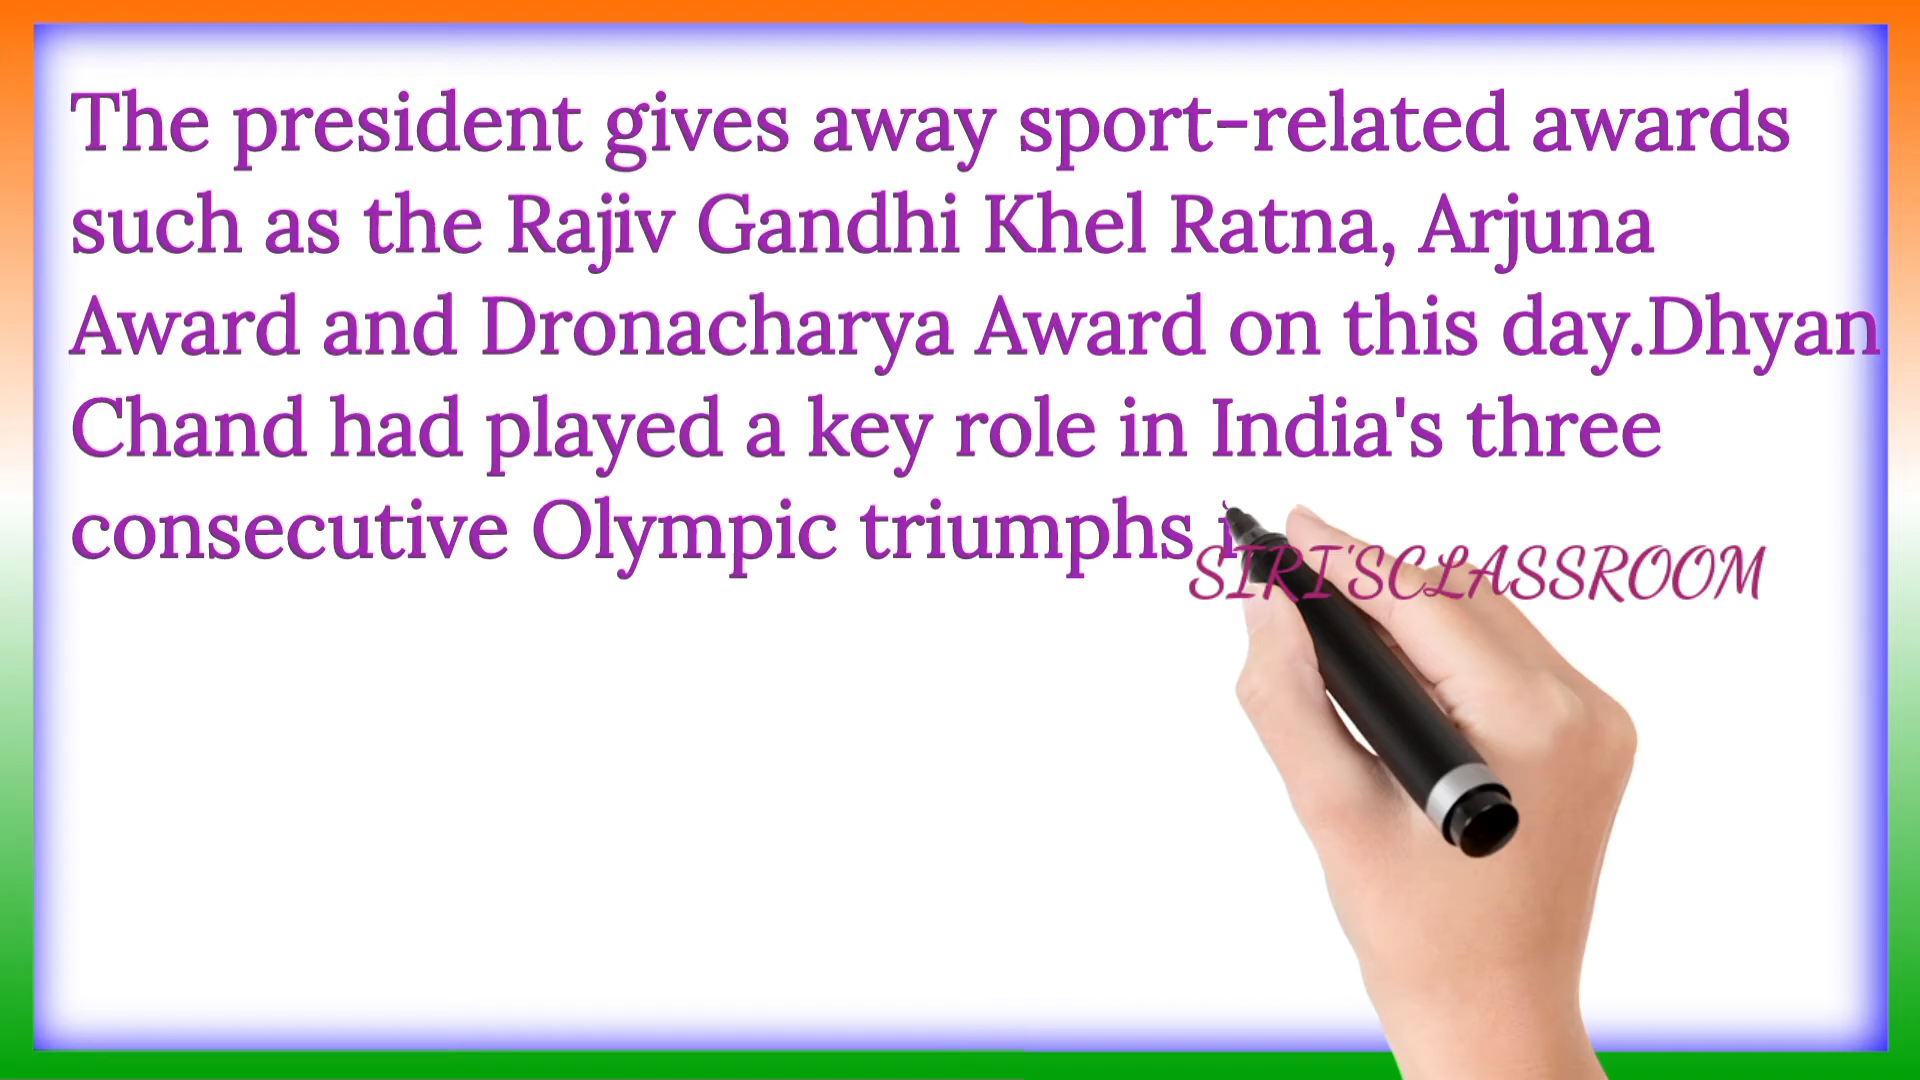 The president gives away sport-related awards
such as the Rajiv Gandhi Khel Ratna, Arjuna
Award and Dronacharya Award on this day.Dhyan
Chand had played a key role in India's three
consecutive Olympic triumphs
SIRI'SCLASSROOM